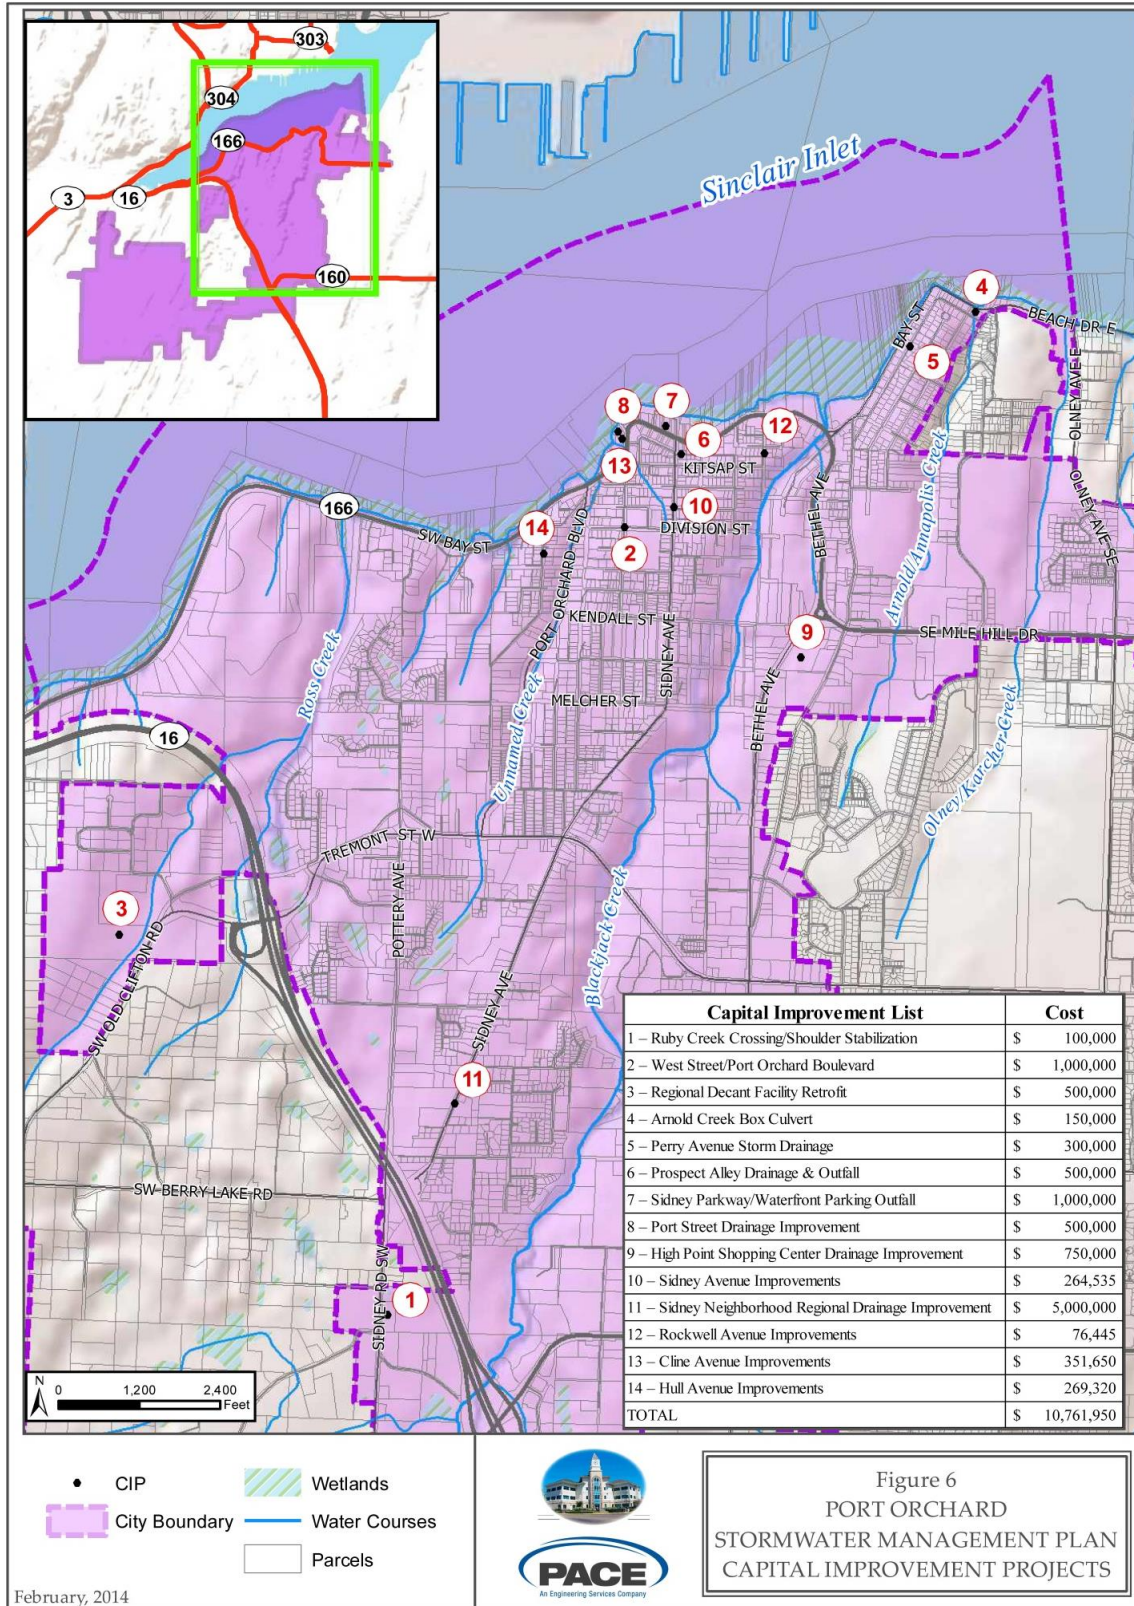 303
304
166
3
16
160
Sinclair Inlet
4
BEACH DR E
BAY ST
5
OLNEY AVE E
8
7
6
12
KITSAP ST
13
BETHEL AVE
Arnold/Annapolis Creek
OLNEY AVE SE
166
10
DIVISION ST
SW BAY ST
14
PORT ORCHARD BLVD
2
KENDALL ST
9
SE MILE HILL DR
Ross Creek
SIDNEY AVE
MELCHER ST
BETHEL AVE
16
Unnamed Creek
Olney/Karcher Creek
TREMONT ST W
POTTERY AVE
3
Blackjack Creek
SW OLD CLIFTON RD
SIDNEY AVE
11
SW BERRY LAKE RD
SIDNEY RD SW
1
Capital Improvement List Cost
1 – Ruby Creek Crossing/Shoulder Stabilization $ 100,000
2 – West Street/Port Orchard Boulevard $ 1,000,000
3 – Regional Decant Facility Retrofit $ 500,000
4 – Arnold Creek Box Culvert $ 150,000
5 – Perry Avenue Storm Drainage $ 300,000
6 – Prospect Alley Drainage & Outfall $ 500,000
7 – Sidney Parkway/Waterfront Parking Outfall $ 1,000,000
8 – Port Street Drainage Improvement $ 500,000
9 – High Point Shopping Center Drainage Improvement $ 750,000
10 – Sidney Avenue Improvements $ 264,535
11 – Sidney Neighborhood Regional Drainage Improvement $ 5,000,000
12 – Rockwell Avenue Improvements $ 76,445
13 – Cline Avenue Improvements $ 351,650
14 – Hull Avenue Improvements $ 269,320
TOTAL $ 10,761,950
N
0 1,200 2,400
Feet
CIP
City Boundary
Wetlands
Water Courses
Parcels
PACE
An Engineering Services Company
Figure 6
PORT ORCHARD
STORMWATER MANAGEMENT PLAN
CAPITAL IMPROVEMENT PROJECTS
February, 2014